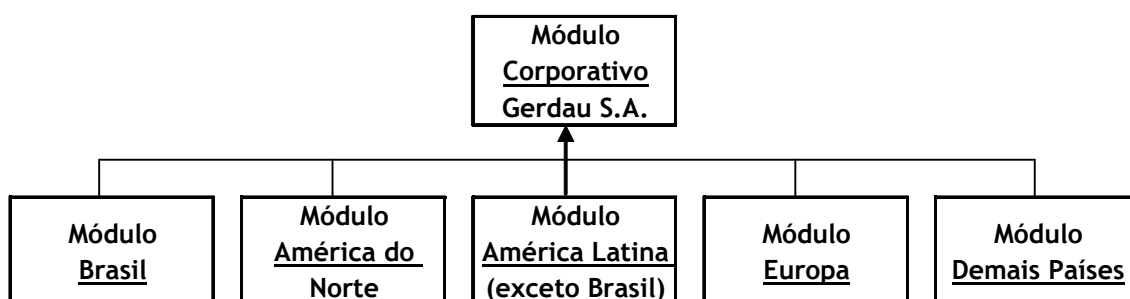 Módulo
Corporativo
Gerdau S.A.
Módulo
Brasil
Módulo
América do
Norte
Módulo
América Latina
(exceto Brasil)
Módulo
Europa
Módulo
Demais Países